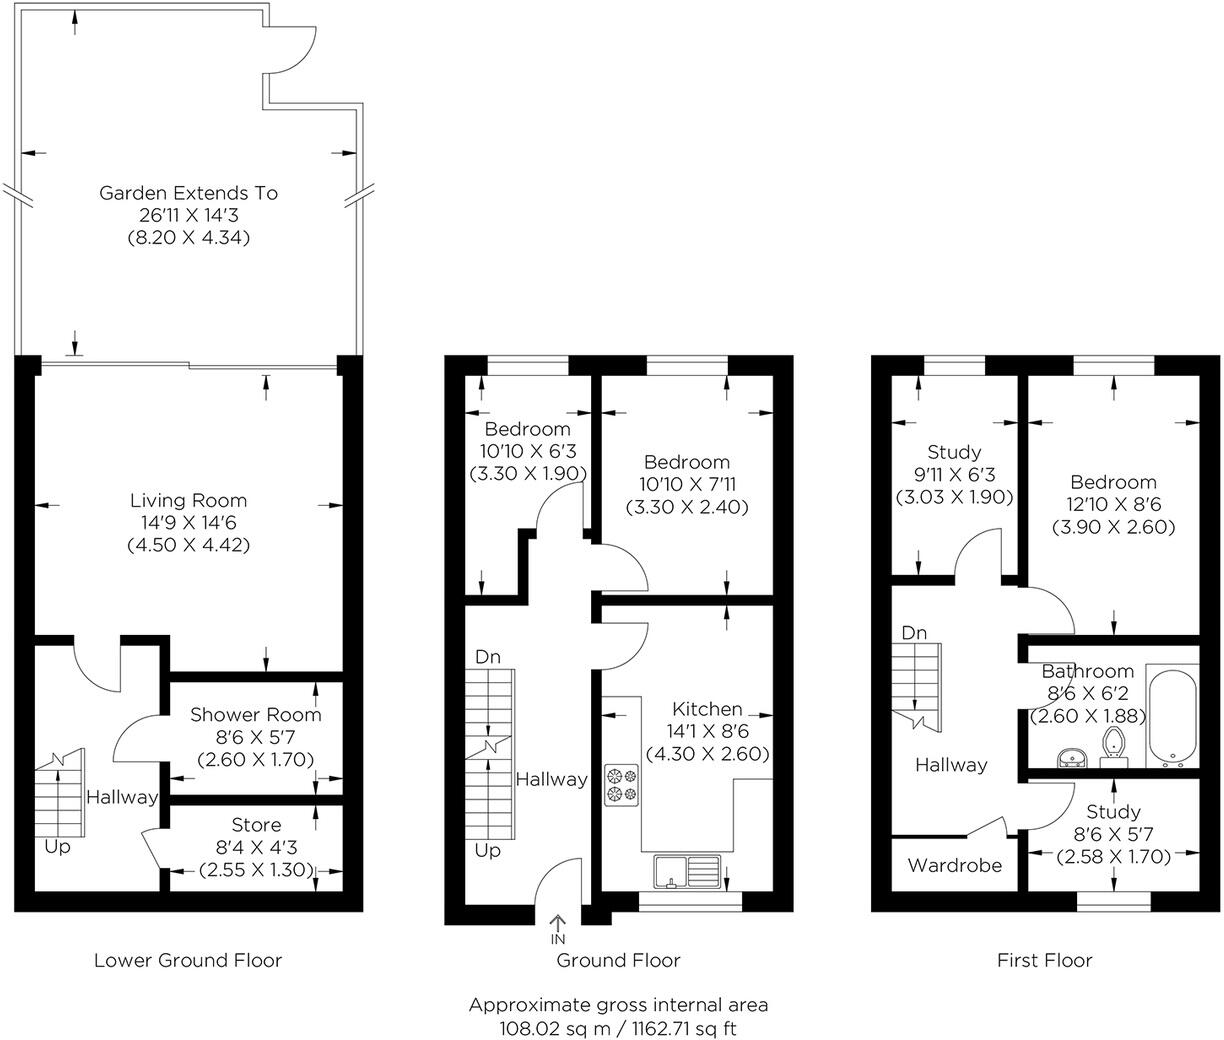 Garden Extends To
26'11 X 14'3
(8.20 X 4.34)
Living Room
14'9 X 14'6
(4.50 X 4.42)
Shower Room
8'6 X 5'7
(2.60 X 1.70)
Hallway
Up
Store
8'4 X 4'3
(2.55 X 1.30)
Lower Ground Floor
Bedroom
10'10 X 6'3
(3.30 X 1.90)
Bedroom
10'10 X 7'11
(3.30 X 2.40)
Dn
Kitchen
14'1 X 8'6
(4.30 X 2.60)
Hallway
Up
IN
Ground Floor
Study
9'11 X 6'3
(3.03 X 1.90)
Bedroom
12'10 X 8'6
(3.90 X 2.60)
Dn
Bathroom
8'6 X 6'2
(2.60 X 1.88)
Hallway
Study
8'6 X 5'7
(2.58 X 1.70)
Wardrobe
First Floor
Approximate gross internal area
108.02 sq m / 1162.71 sq ft